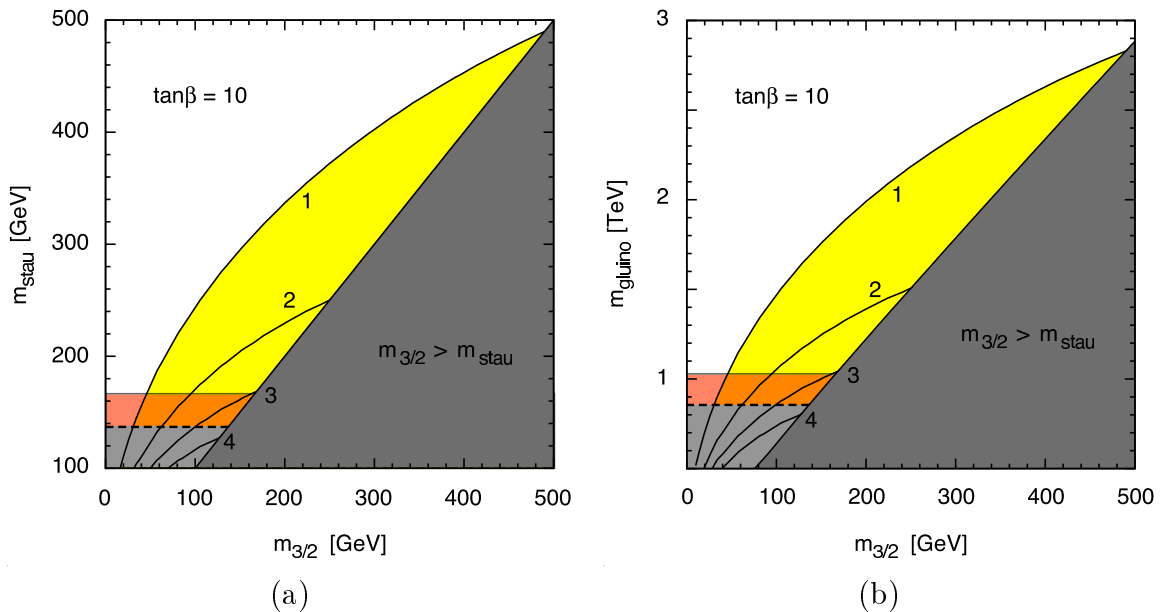 500
400
300
200
100
m_stau [GeV]
tanβ = 10
1
2
3
4
m_3/2 > m_stau
0 100 200 300 400 500
m_3/2 [GeV]
(a)
3
2
1
m_gluino [TeV]
tanβ = 10
1
2
3
4
m_3/2 > m_stau
0 100 200 300 400 500
m_3/2 [GeV]
(b)